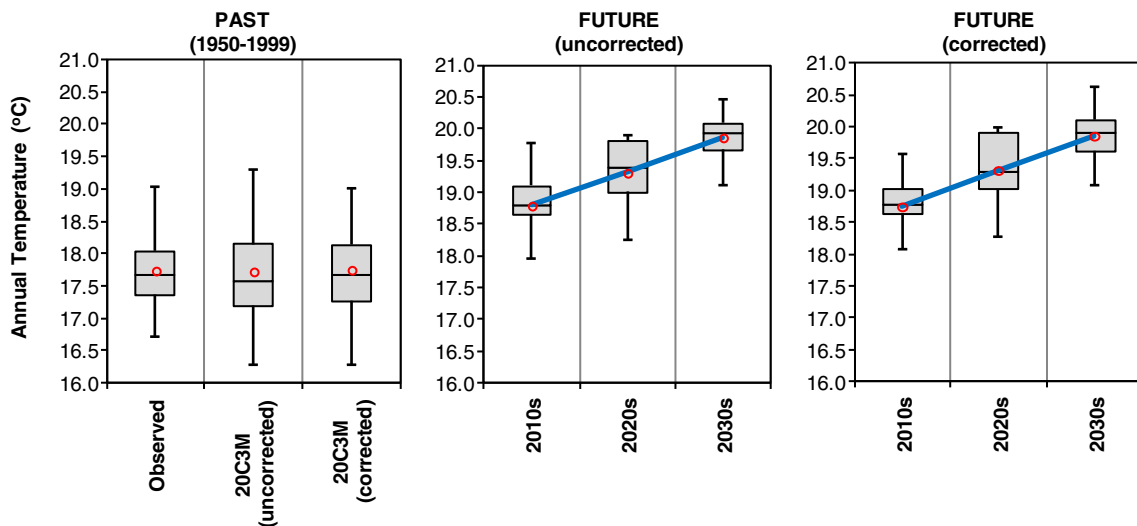 PAST
(1950-1999)
FUTURE
(uncorrected)
FUTURE
(corrected)
Annual Temperature (ºC)
21.0
20.5
20.0
19.5
19.0
18.5
18.0
17.5
17.0
16.5
16.0
Observed
20C3M
(uncorrected)
20C3M
(corrected)
21.0
20.5
20.0
19.5
19.0
18.5
18.0
17.5
17.0
16.5
16.0
2010s
2020s
2030s
21.0
20.5
20.0
19.5
19.0
18.5
18.0
17.5
17.0
16.5
16.0
2010s
2020s
2030s